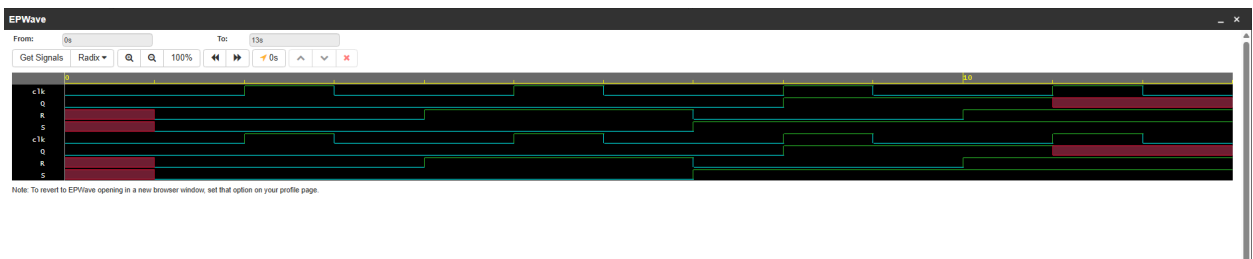 EPWave
From: 0s To: 13s
Get Signals Radix 100% 0s
0 10
clk
Q
R
S
clk
Q
R
S
Note: To revert to EPWave opening in a new browser window, set that option on your profile page.